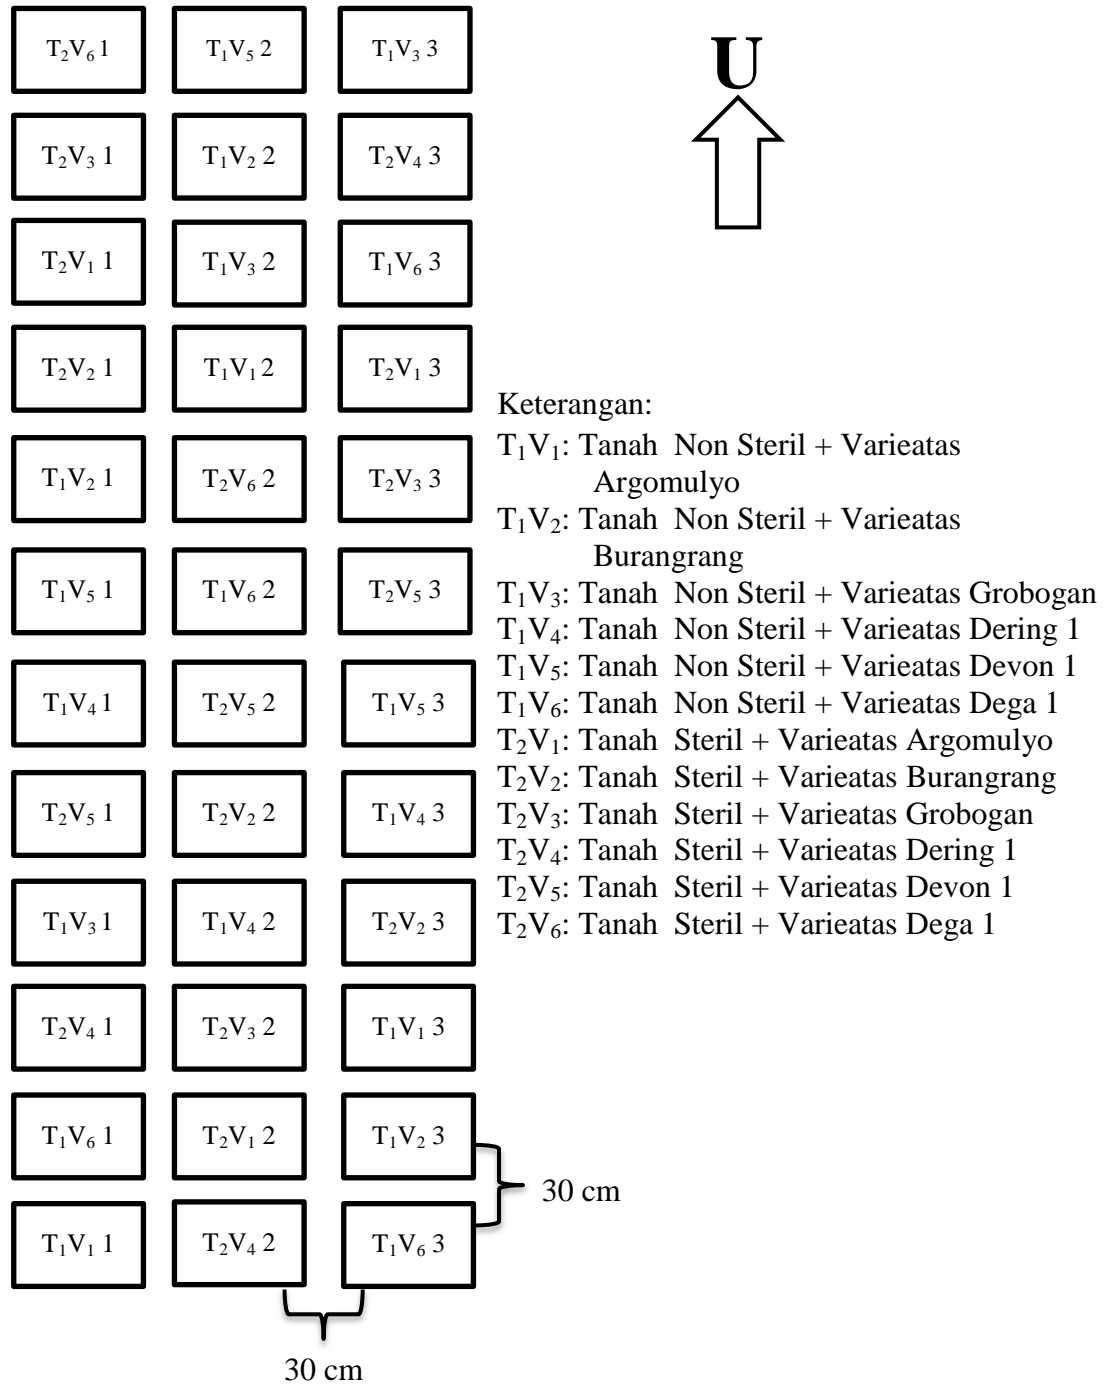 T₂V₆ 1 T₁V₅ 2 T₁V₃ 3
U
T₂V₃ 1 T₁V₂ 2 T₂V₄ 3
T₂V₁ 1 T₁V₃ 2 T₁V₆ 3
T₂V₂ 1 T₁V₁ 2 T₂V₁ 3
T₁V₂ 1 T₂V₆ 2 T₂V₃ 3
T₁V₅ 1 T₁V₆ 2 T₂V₅ 3
T₁V₄ 1 T₂V₅ 2 T₁V₅ 3
T₂V₅ 1 T₂V₂ 2 T₁V₄ 3
T₁V₃ 1 T₁V₄ 2 T₂V₂ 3
T₂V₄ 1 T₂V₃ 2 T₁V₁ 3
T₁V₆ 1 T₂V₁ 2 T₁V₂ 3
T₁V₁ 1 T₂V₄ 2 T₁V₆ 3
30 cm
30 cm
Keterangan:
T₁V₁: Tanah Non Steril + Varieatas
Argomulyo
T₁V₂: Tanah Non Steril + Varieatas
Burangrang
T₁V₃: Tanah Non Steril + Varieatas Grobogan
T₁V₄: Tanah Non Steril + Varieatas Dering 1
T₁V₅: Tanah Non Steril + Varieatas Devon 1
T₁V₆: Tanah Non Steril + Varieatas Dega 1
T₂V₁: Tanah Steril + Varieatas Argomulyo
T₂V₂: Tanah Steril + Varieatas Burangrang
T₂V₃: Tanah Steril + Varieatas Grobogan
T₂V₄: Tanah Steril + Varieatas Dering 1
T₂V₅: Tanah Steril + Varieatas Devon 1
T₂V₆: Tanah Steril + Varieatas Dega 1